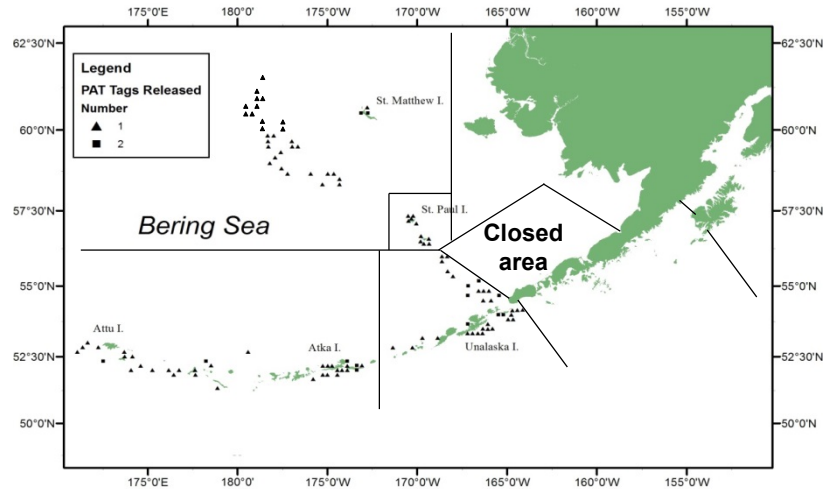 175°0'E 180°0' 175°0'W 170°0'W 165°0'W 160°0'W 155°0'W
62°30'N 62°30'N
Legend
PAT Tags Released
Number
1
2
St. Matthew I.
60°0'N 60°0'N
57°30'N 57°30'N
St. Paul I.
Bering Sea
Closed
area
55°0'N 55°0'N
Attu I.
Atka I.
Unalaska I.
52°30'N 52°30'N
50°0'N 50°0'N
175°0'E 180°0' 175°0'W 170°0'W 165°0'W 160°0'W 155°0'W